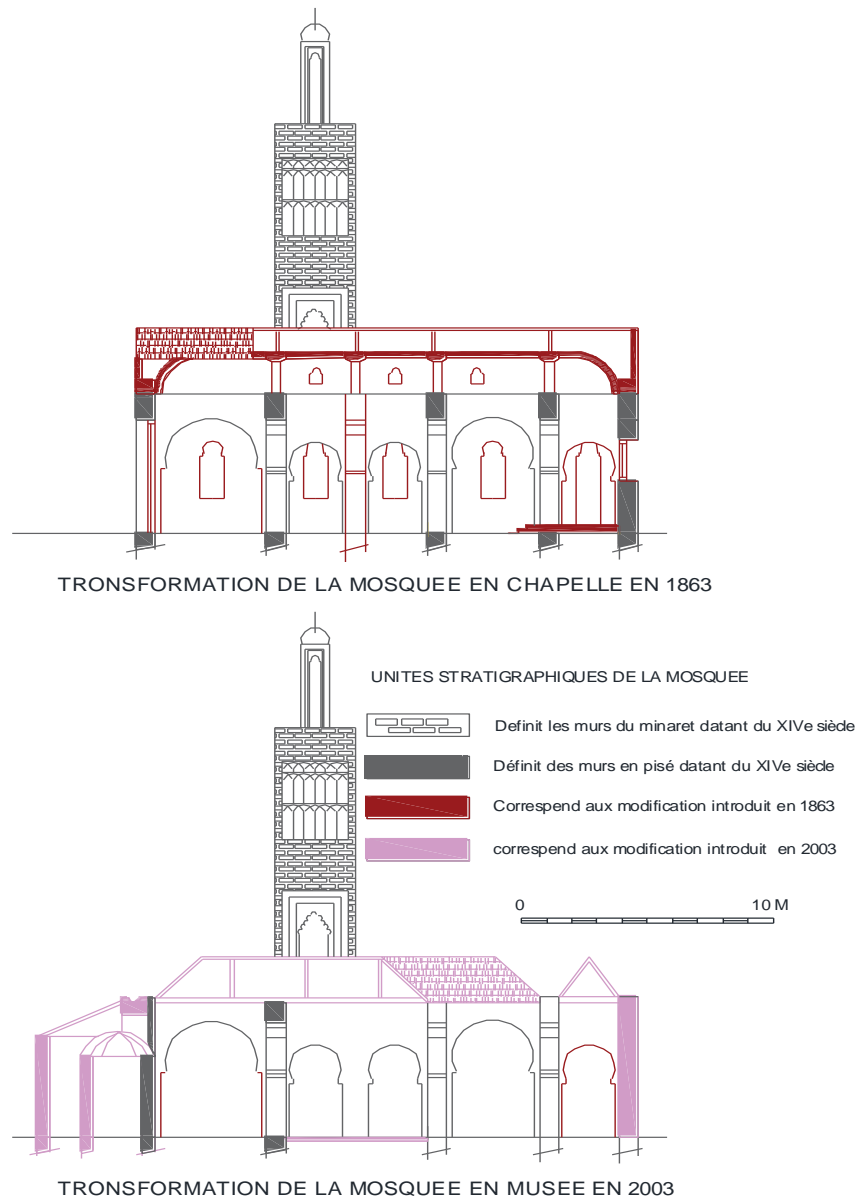 TRONSFORMATION DE LA MOSQUEE EN CHAPELLE EN 1863
UNITES STRATIGRAPHIQUES DE LA MOSQUEE
Definit les murs du minaret datant du XIVe siècle
Définit des murs en pisé datant du XIVe siècle
Correspend aux modification introduit en 1863
correspend aux modification introduit en 2003
0 10 M
TRONSFORMATION DE LA MOSQUEE EN MUSEE EN 2003